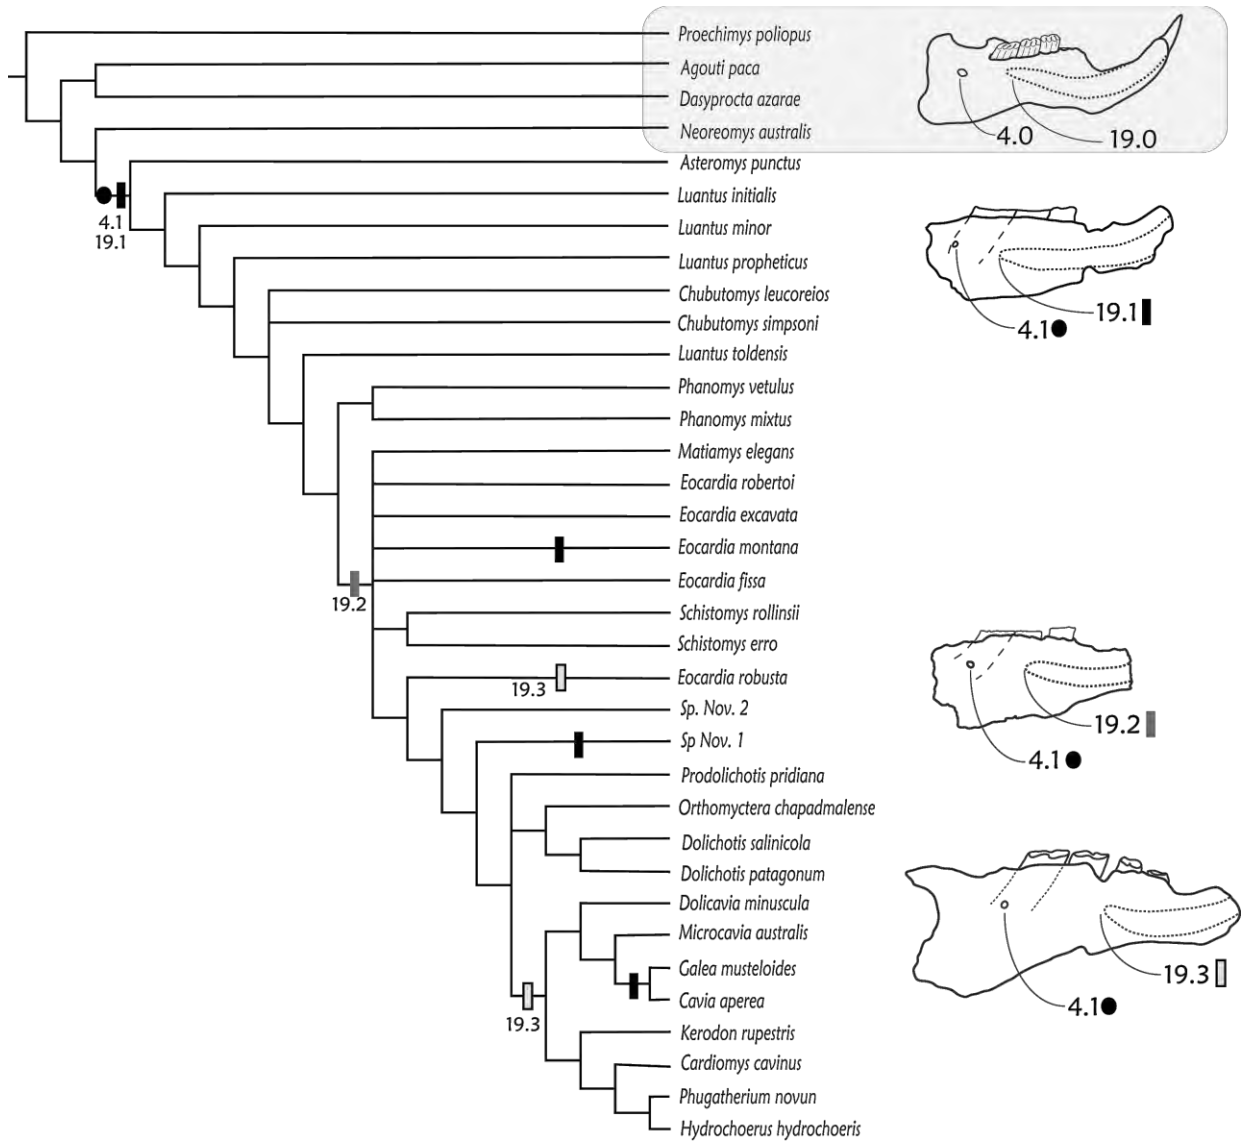 Proechimys poliopus
Agouti paca
Dasyprocta azarae
4.0
19.0
Neoreomys australis
Asteromys punctus
4.1
19.1
Luantus initialis
Luantus minor
Luantus propheticus
Chubutomys leucoreios
19.1
4.1
Chubutomys simpsoni
Luantus toldensis
Phanomys vetulus
Phanomys mixtus
Matiamys elegans
Eocardia robertoi
Eocardia excavata
Eocardia montana
Eocardia fissa
19.2
Schistomys rollinsii
Schistomys erro
Eocardia robusta
19.3
Sp. Nov. 2
19.2
Sp Nov. 1
4.1
Prodolichotis pridiana
Orthomyctera chapadmalense
Dolichotis salinicola
Dolichotis patagonum
Dolicavia minuscula
Microcavia australis
Galea musteloides
19.3
Cavia aperea
4.1
19.3
Kerodon rupestris
Cardiomys cavinus
Phugatherium novun
Hydrochoerus hydrochoeris